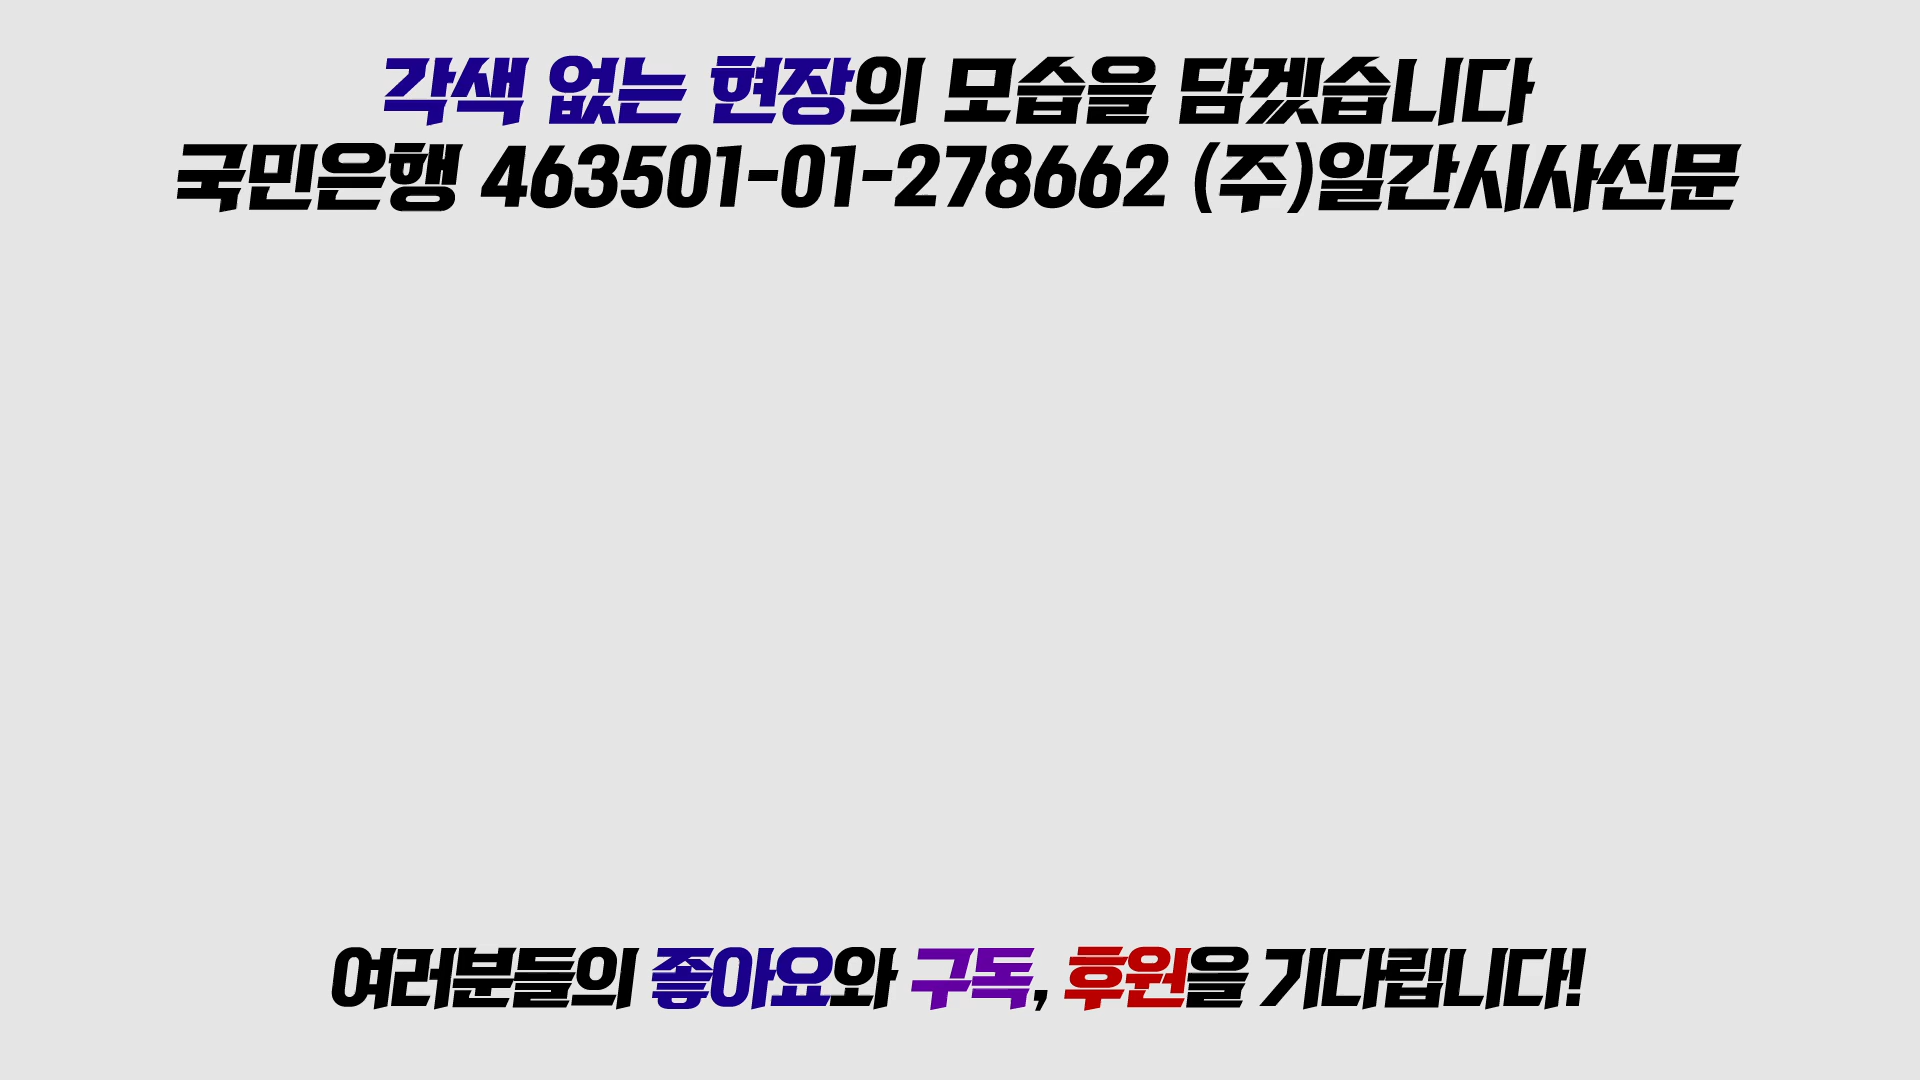 각색 없는 현장의 모습을 담겠습니다
국민은행 463501-01-278662 (주)일간시사신문
여러분들의 좋아요와 구독, 후원을 기다립니다!